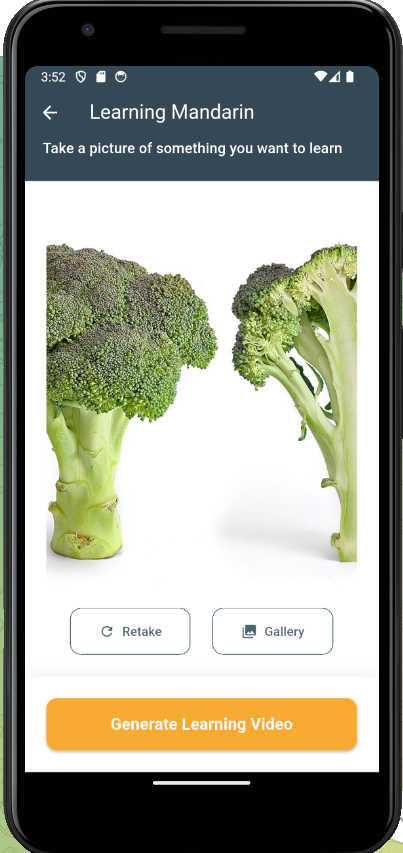 3:52
Learning Mandarin
Take a picture of something you want to learn
Retake
Gallery
Generate Learning Video